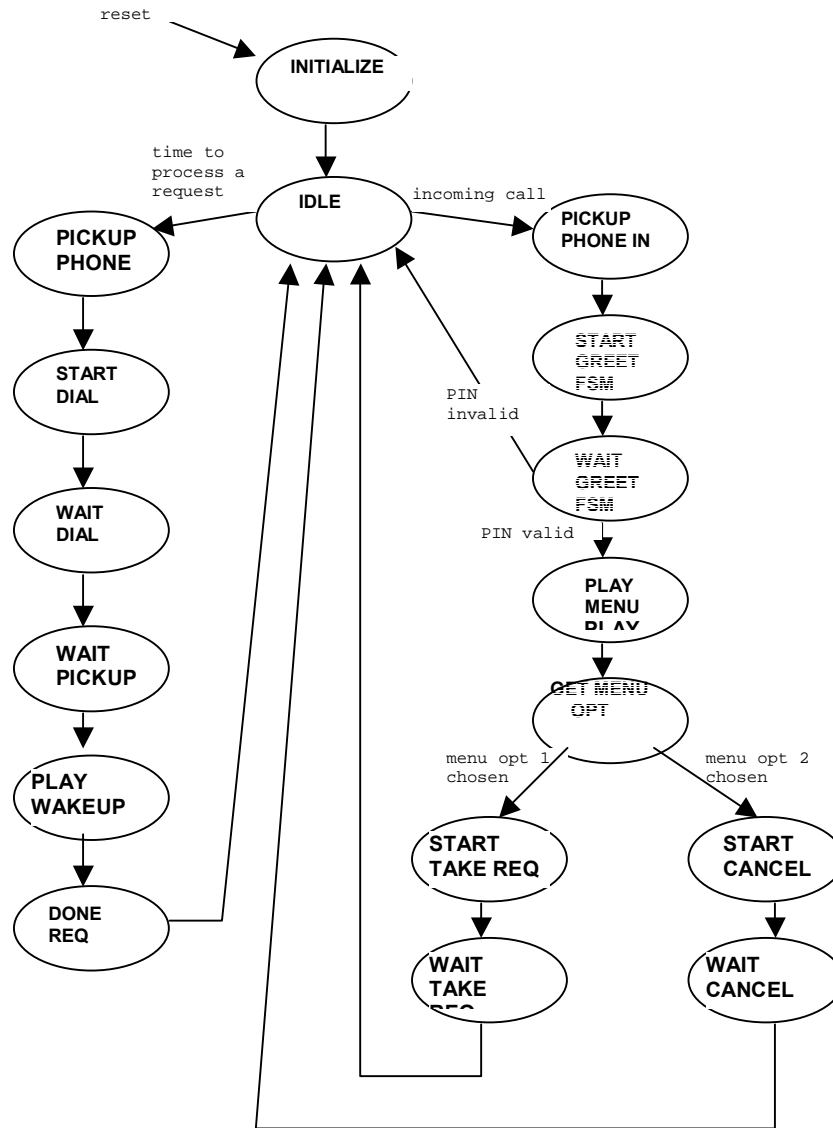 reset
INITIALIZE
time to
process a
request
IDLE
incoming call
PICKUP
PHONE
PICKUP
PHONE IN
START
DIAL
START
GREET
FSM
PIN
invalid
WAIT
DIAL
WAIT
GREET
FSM
PIN valid
PLAY
MENU
PLAY
WAIT
PICKUP
GET MENU
OPT
menu opt 1
chosen
menu opt 2
chosen
PLAY
WAKEUP
START
TAKE REQ
START
CANCEL
DONE
REQ
WAIT
TAKE
REQ
WAIT
CANCEL